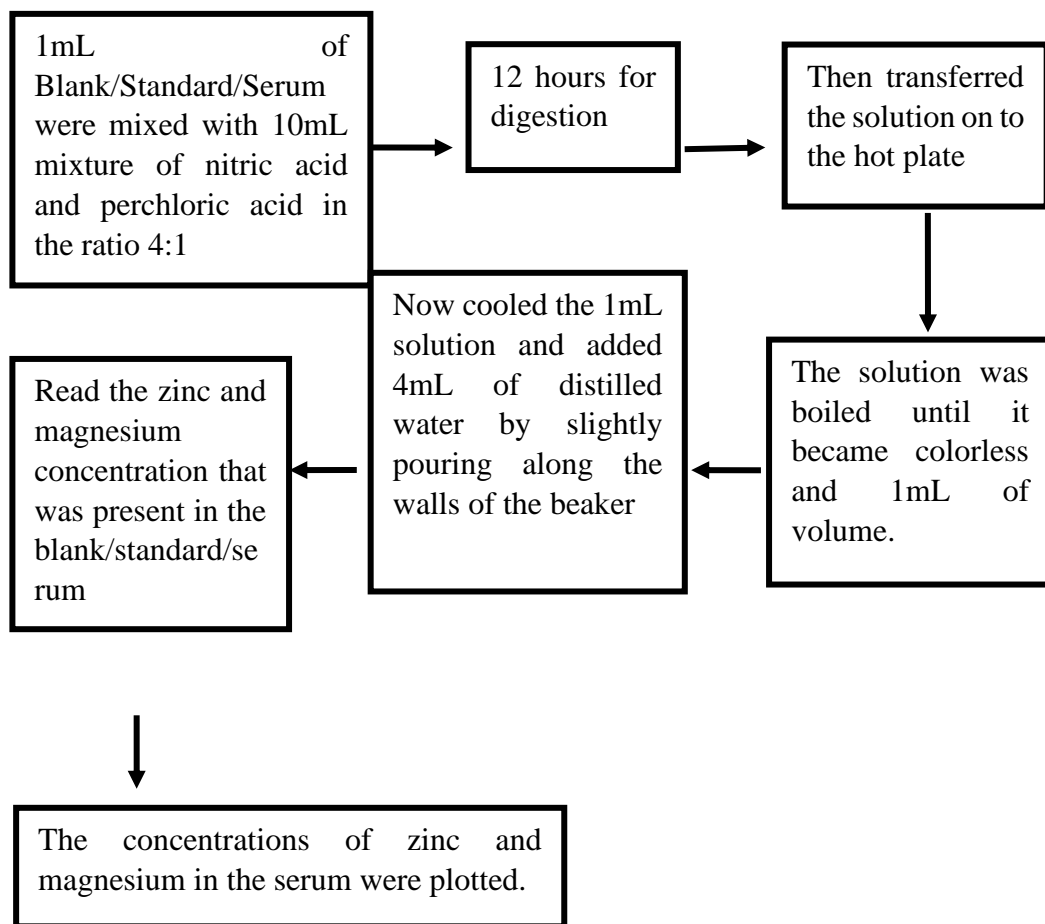 1mL of
Blank/Standard/Serum
were mixed with 10mL
mixture of nitric acid
and perchloric acid in
the ratio 4:1
12 hours for
digestion
Then transferred
the solution on to
the hot plate
The solution was
boiled until it
became colorless
and 1mL of
volume.
Now cooled the 1mL
solution and added
4mL of distilled
water by slightly
pouring along the
walls of the beaker
Read the zinc and
magnesium
concentration that
was present in the
blank/standard/se
rum
The concentrations of zinc and
magnesium in the serum were plotted.